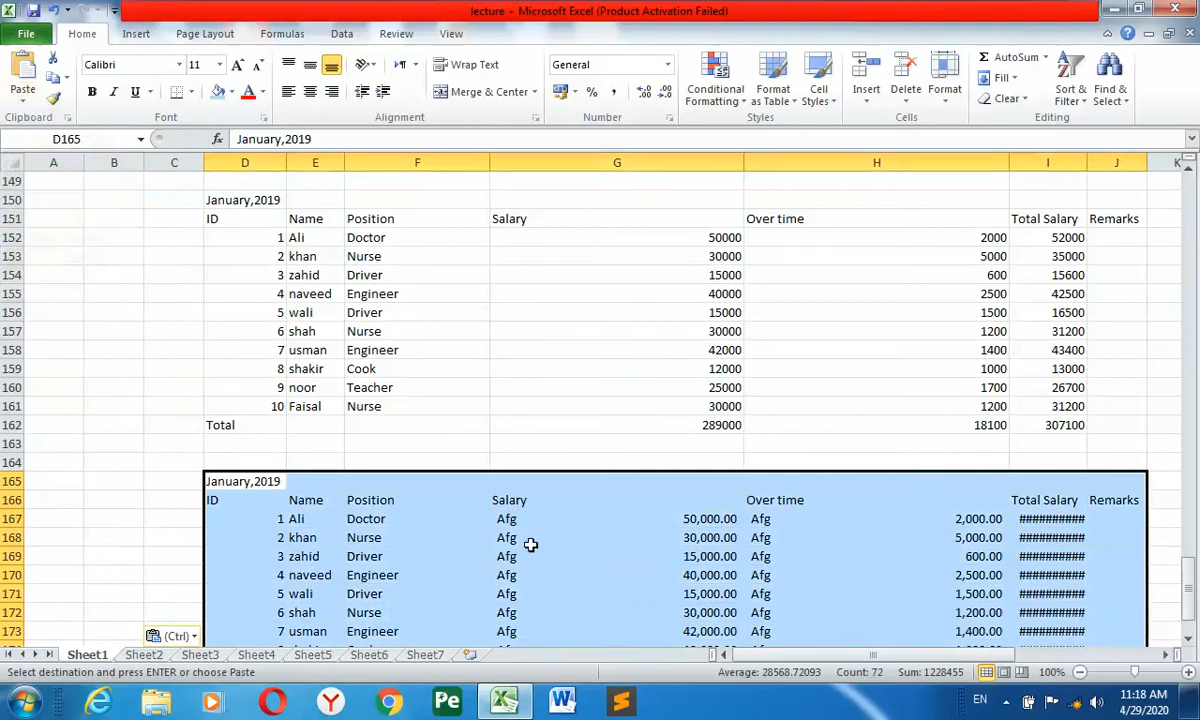 lecture - Microsoft Excel (Product Activation Failed)
File Home Insert Page Layout Formulas Data Review View
Paste Calibri 11 A A Wrap Text General AutoSum
B I U Merge & Center % , Conditional Formatting Format as Table Cell Styles Insert Delete Format Fill Clear Sort & Filter Find & Select
Clipboard Font Alignment Number Styles Cells Editing
D165 fx January,2019
A B C D E F G H I J K
149
150 January,2019
151 ID Name Position Salary Over time Total Salary Remarks
152 1 Ali Doctor 50000 2000 52000
153 2 khan Nurse 30000 5000 35000
154 3 zahid Driver 15000 600 15600
155 4 naveed Engineer 40000 2500 42500
156 5 wali Driver 15000 1500 16500
157 6 shah Nurse 30000 1200 31200
158 7 usman Engineer 42000 1400 43400
159 8 shakir Cook 12000 1000 13000
160 9 noor Teacher 25000 1700 26700
161 10 Faisal Nurse 30000 1200 31200
162 Total 289000 18100 307100
163
164
165 January,2019
166 ID Name Position Salary Over time Total Salary Remarks
167 1 Ali Doctor Afg 50,000.00 Afg 2,000.00 ##########
168 2 khan Nurse Afg 30,000.00 Afg 5,000.00 ##########
169 3 zahid Driver Afg 15,000.00 Afg 600.00 ##########
170 4 naveed Engineer Afg 40,000.00 Afg 2,500.00 ##########
171 5 wali Driver Afg 15,000.00 Afg 1,500.00 ##########
172 6 shah Nurse Afg 30,000.00 Afg 1,200.00 ##########
173 7 usman Engineer Afg 42,000.00 Afg 1,400.00 ##########
(Ctrl)
Sheet1 Sheet2 Sheet3 Sheet4 Sheet5 Sheet6 Sheet7
Select destination and press ENTER or choose Paste Average: 28568.72093 Count: 72 Sum: 1228455 100%
Pe EN 11:18 AM
4/29/2020